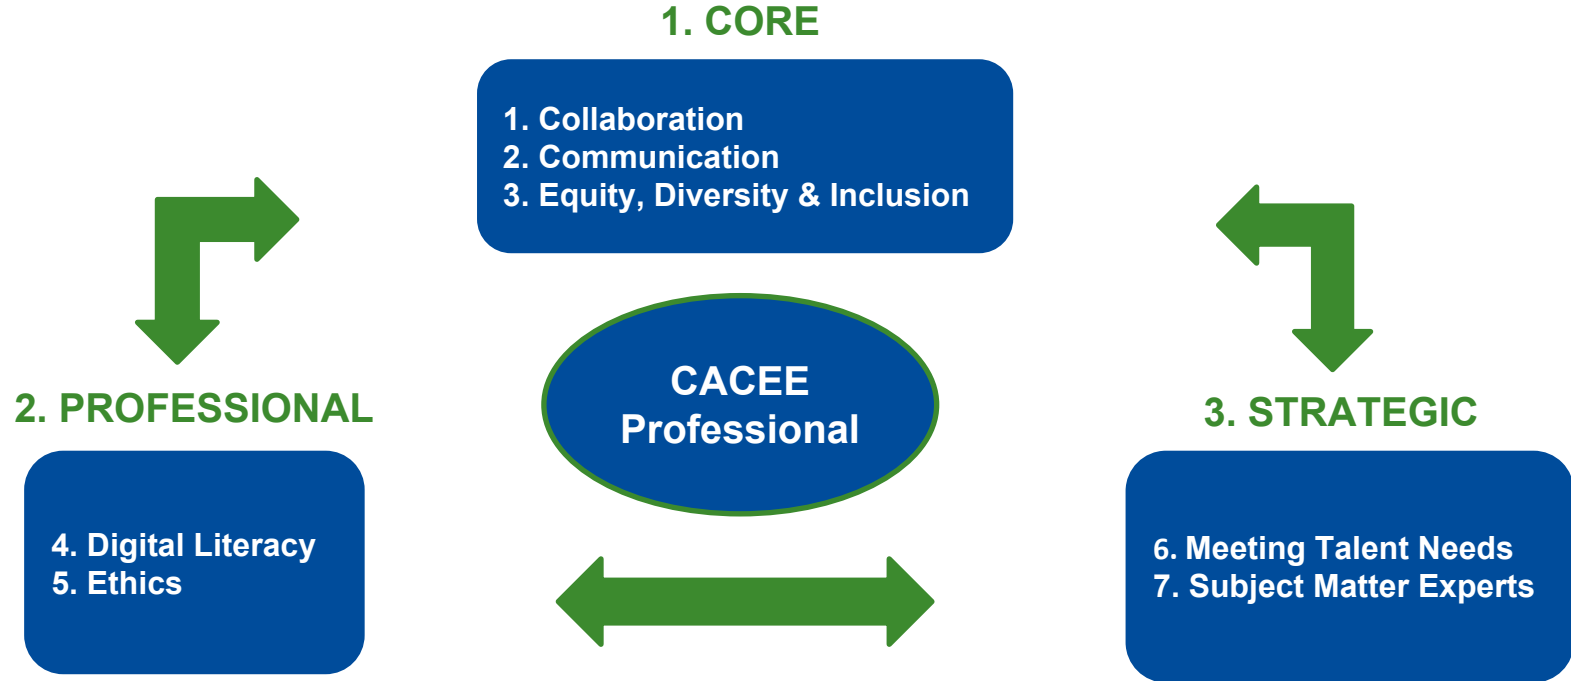 1. CORE
1. Collaboration
2. Communication
3. Equity, Diversity & Inclusion
CACEE
Professional
2. PROFESSIONAL
4. Digital Literacy
5. Ethics
3. STRATEGIC
6. Meeting Talent Needs
7. Subject Matter Experts